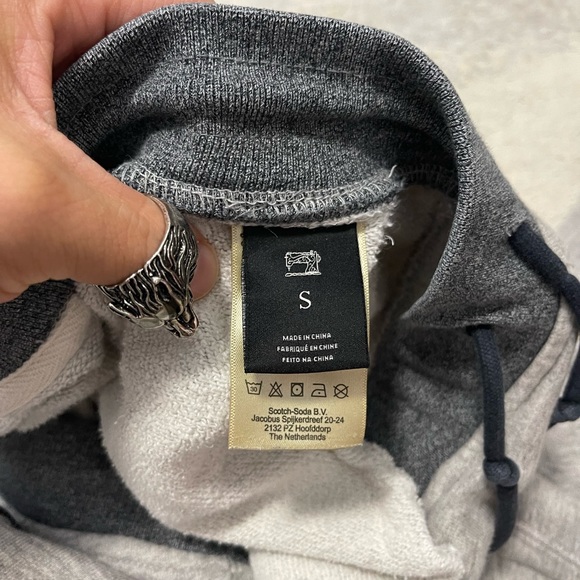 S
MADE IN CHINA
FABRIQUÉ EN CHINE
FEITO NA CHINA
30
Scotch-Soda B.V.
Jacobus Spijkerdreef 20-24
2132 PZ Hoofddorp
The Netherlands